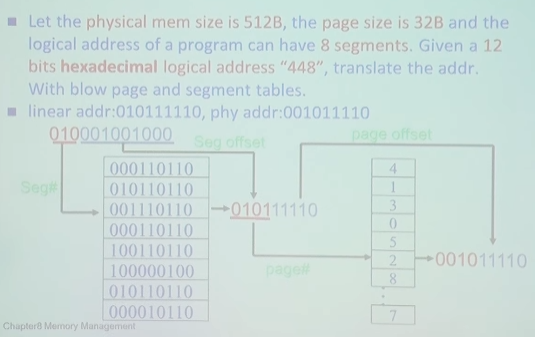 Let the physical mem size is 512B, the page size is 32B and the
logical address of a program can have 8 segments. Given a 12
bits hexadecimal logical address "448", translate the addr.
With blow page and segment tables.
linear addr:010111110, phy addr:001011110
010001001000
Seg offset
page offset
Seg#
000110110
010110110
001110110
000110110
100110110
100000100
010110110
000010110
010111110
page#
4
1
3
0
5
2
8
7
001011110
Chapter8 Memory Management